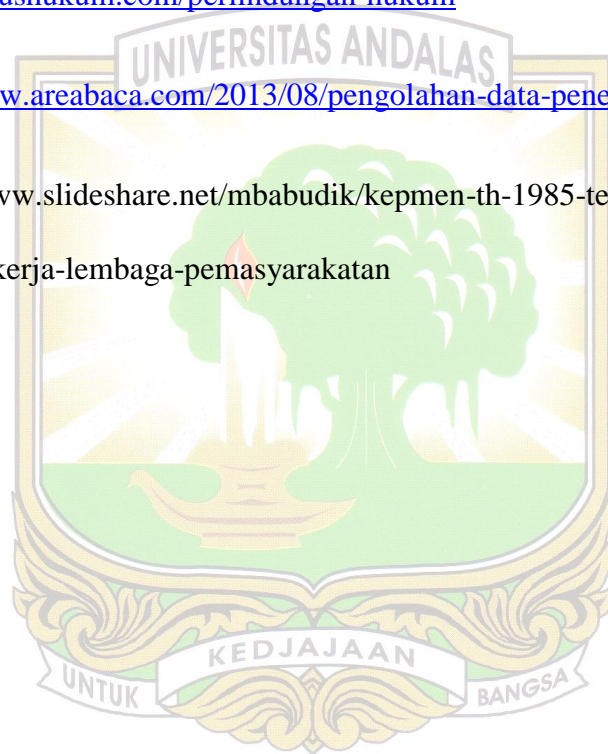 ushukum.com/perlindungan-hukum
UNIVERSITAS ANDALAS
w.areabaca.com/2013/08/pengolahan-data-pene
ww.slideshare.net/mbabudik/kepmen-th-1985-te
kerja-lembaga-pemasyarakatan
KEDJAJAAN
UNTUK
BANGSA